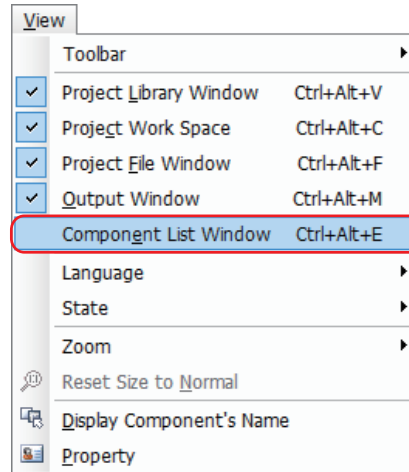 View
Toolbar
Project Library Window Ctrl+Alt+V
Project Work Space Ctrl+Alt+C
Project File Window Ctrl+Alt+F
Output Window Ctrl+Alt+M
Component List Window Ctrl+Alt+E
Language
State
Zoom
Reset Size to Normal
Display Component's Name
Property